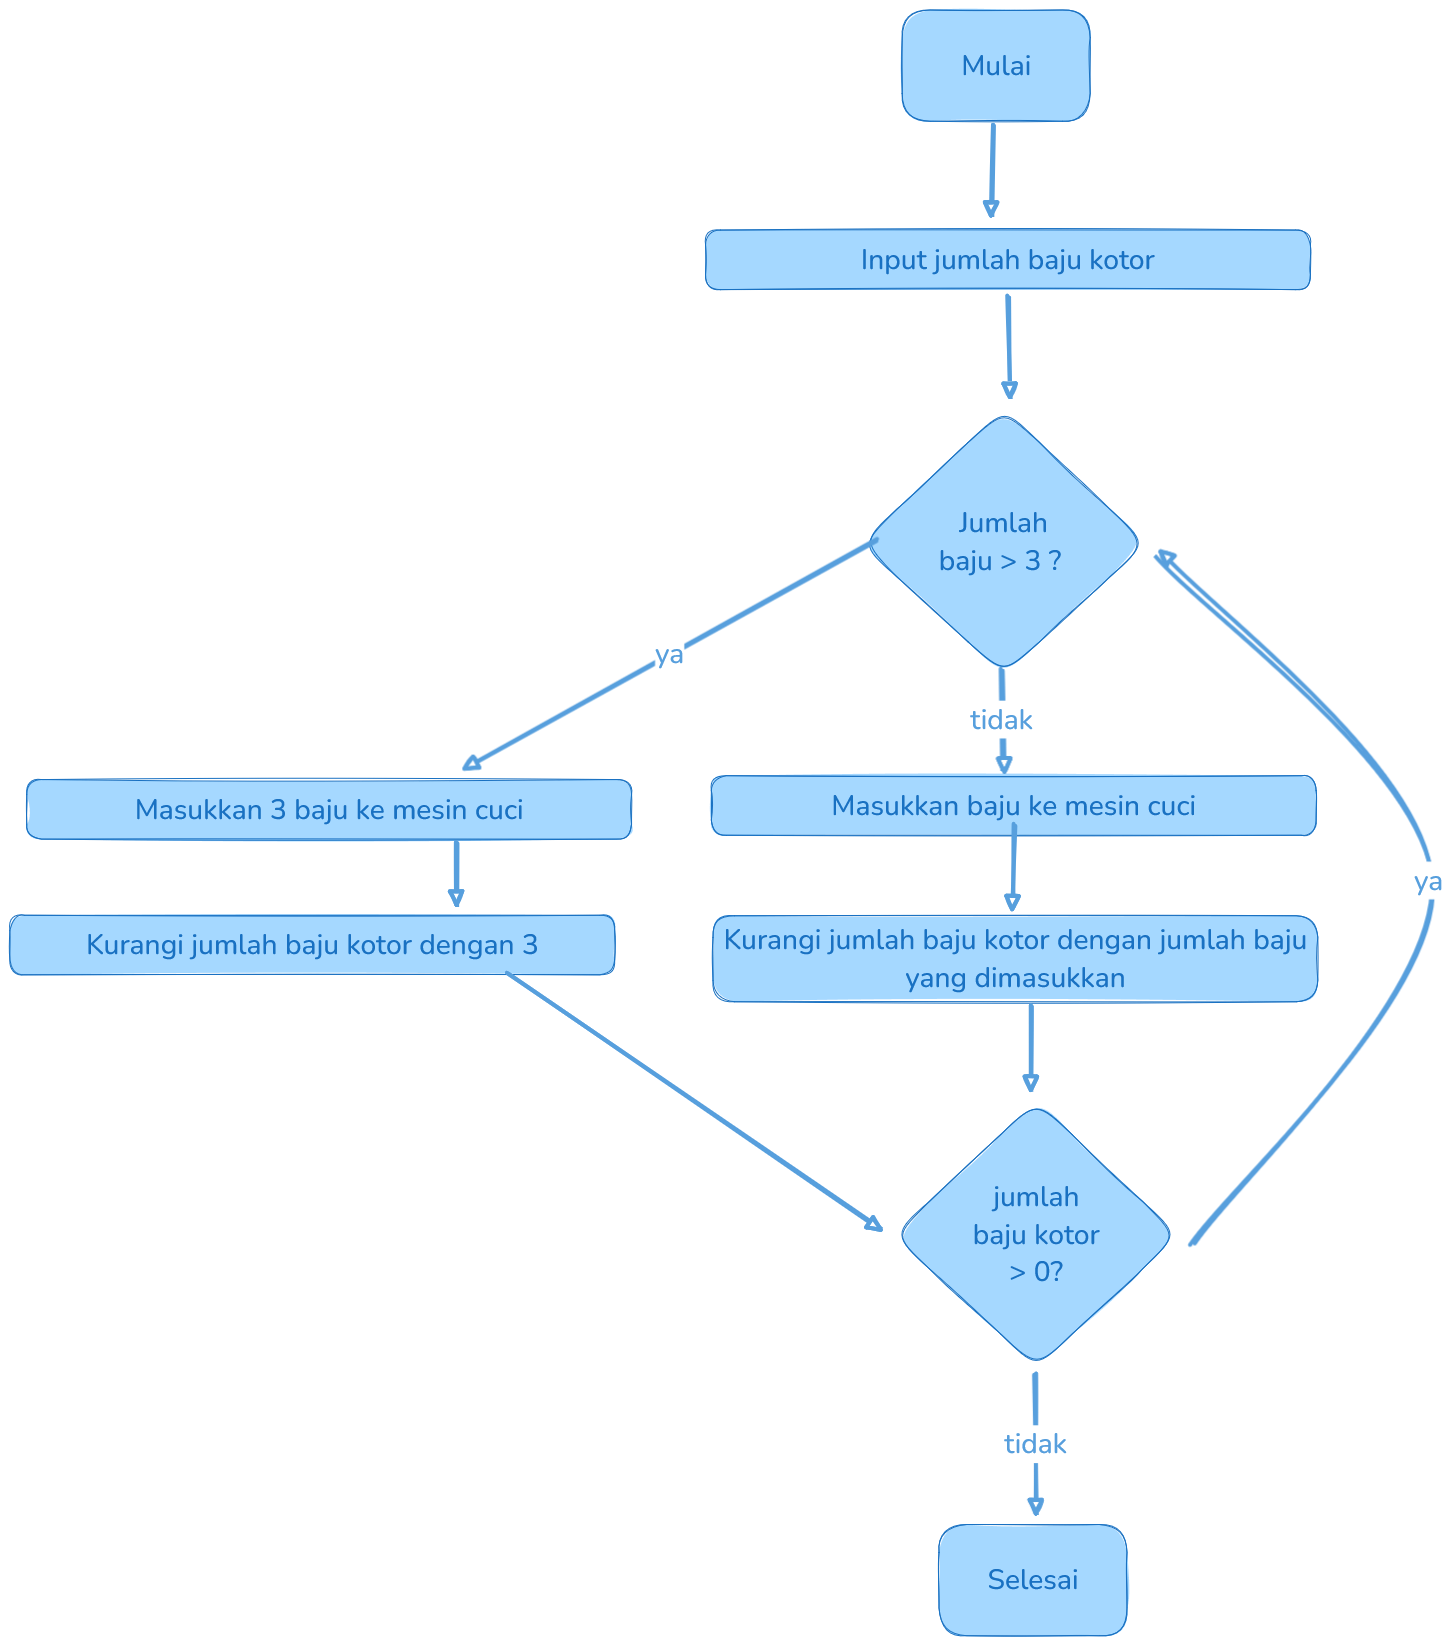 Mulai
Input jumlah baju kotor
Jumlah
baju > 3 ?
ya
tidak
Masukkan 3 baju ke mesin cuci
Masukkan baju ke mesin cuci
ya
Kurangi jumlah baju kotor dengan 3
Kurangi jumlah baju kotor dengan jumlah baju
yang dimasukkan
jumlah
baju kotor
> 0?
tidak
Selesai